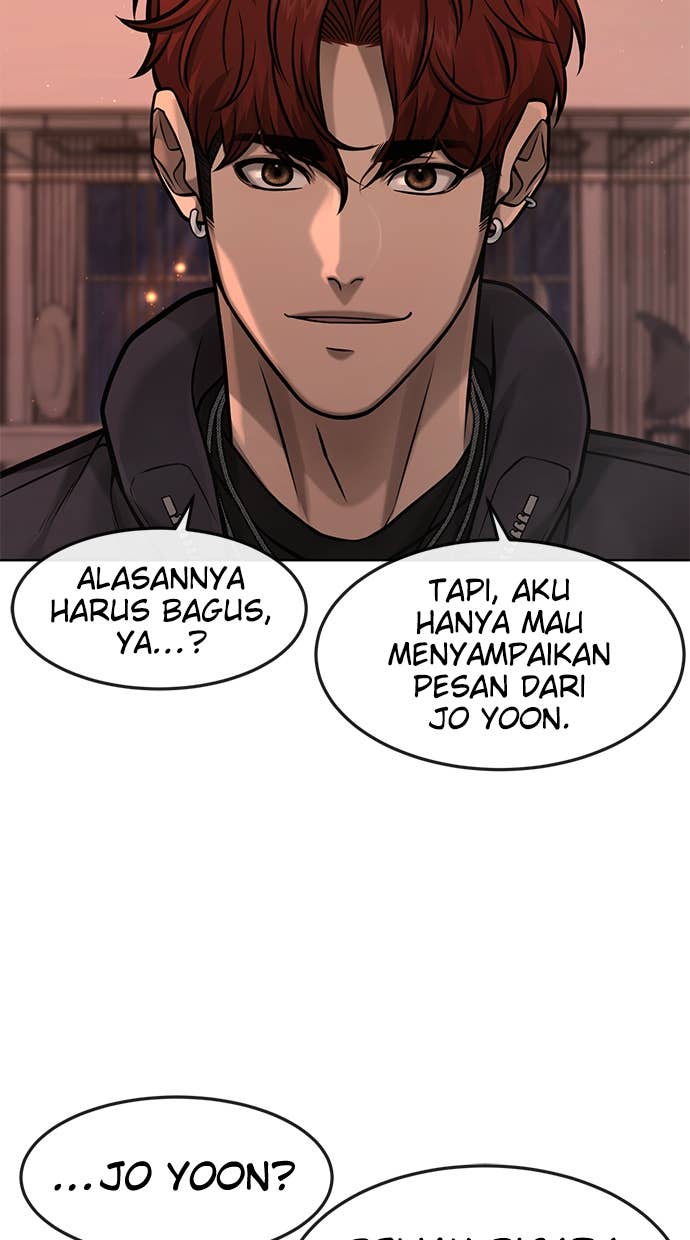 ALASANNYA
HARUS BAGUS,
YA...?
TAPI, AKU
HANYA MAU
MENYAMPAIKAN
PESAN DARI
JO YOON.
...JO YOON?